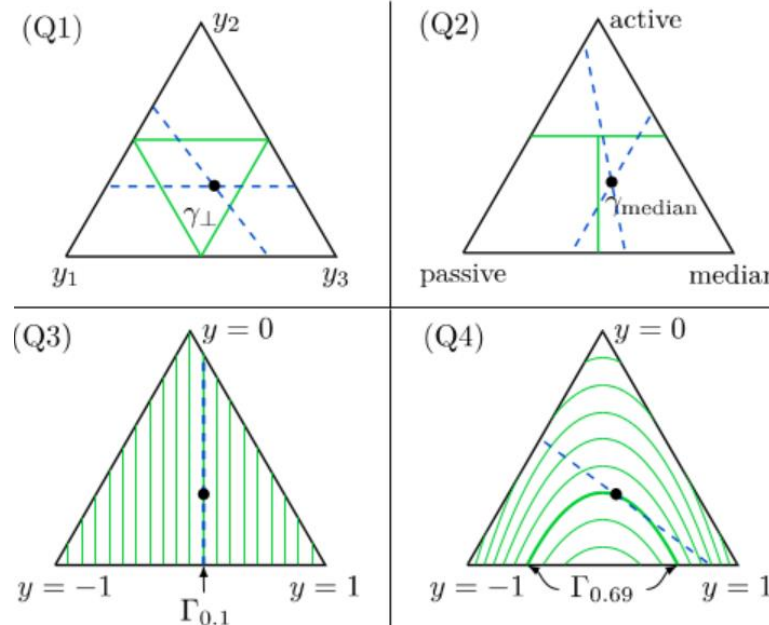 (Q1)
y₂
γ⊥
y₁
y₃
(Q2)
active
γmedian
passive
median
(Q3)
y = 0
y = −1
y = 1
Γ0.1
(Q4)
y = 0
y = −1
y = 1
Γ0.69